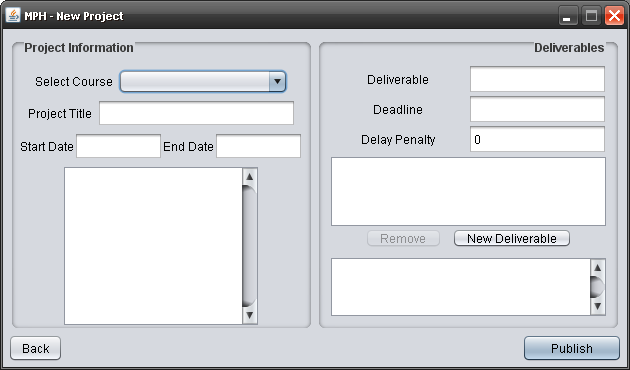 MPH - New Project
Project Information
Select Course
Project Title
Start Date End Date
Deliverables
Deliverable
Deadline
Delay Penalty 0
Remove New Deliverable
Back Publish